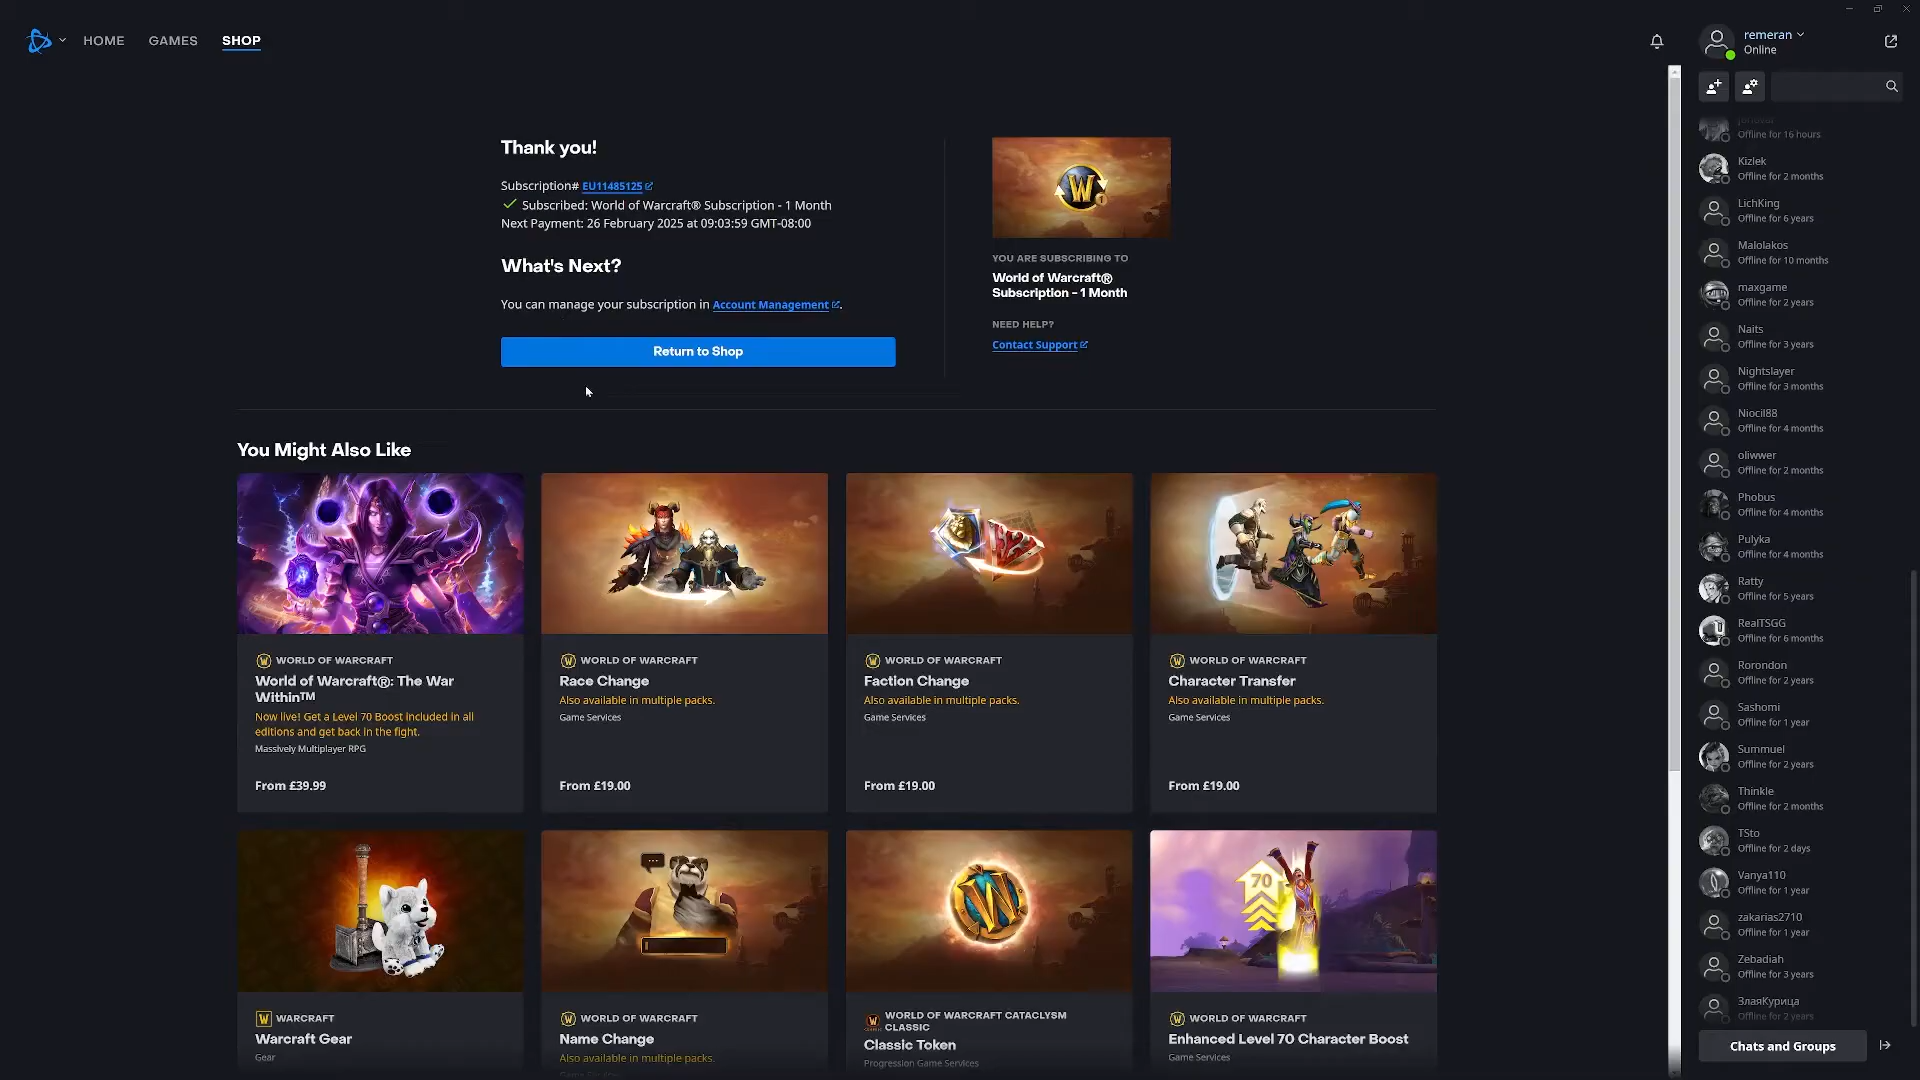 HOME
GAMES
SHOP
remeran
Online
Thank you!
Subscription# EU11485125
Subscribed: World of Warcraft® Subscription - 1 Month
Next Payment: 26 February 2025 at 09:03:59 GMT-08:00
What's Next?
You can manage your subscription in Account Management.
Return to Shop
YOU ARE SUBSCRIBING TO
World of Warcraft®
Subscription - 1 Month
NEED HELP?
Contact Support
You Might Also Like
WORLD OF WARCRAFT
World of Warcraft®: The War
Within™
Now live! Get a Level 70 Boost included in all
editions and get back in the fight.
Massively Multiplayer RPG
From £39.99
WORLD OF WARCRAFT
Race Change
Also available in multiple packs.
Game Services
From £19.00
WORLD OF WARCRAFT
Faction Change
Also available in multiple packs.
Game Services
From £19.00
WORLD OF WARCRAFT
Character Transfer
Also available in multiple packs.
Game Services
From £19.00
WARCRAFT
Warcraft Gear
Gear
WORLD OF WARCRAFT
Name Change
Also available in multiple packs.
WORLD OF WARCRAFT CATACLYSM
CLASSIC
Classic Token
Progression Game Services
70
WORLD OF WARCRAFT
Enhanced Level 70 Character Boost
Game Services
Offline for 16 hours
Kizlek
Offline for 2 months
LichKing
Offline for 6 years
Malolakos
Offline for 10 months
maxgame
Offline for 2 years
Naits
Offline for 3 years
Nightslayer
Offline for 3 months
Niocil88
Offline for 4 months
oliwwer
Offline for 2 months
Phobus
Offline for 4 months
Pulyka
Offline for 4 months
Ratty
Offline for 5 years
RealTSGG
Offline for 6 months
Rorondon
Offline for 2 years
Sashomi
Offline for 1 year
Summuel
Offline for 2 years
Thinkle
Offline for 2 months
TSto
Offline for 2 days
Vanya110
Offline for 1 year
zakarias2710
Offline for 1 year
Zebadiah
Offline for 3 years
ЗлаяКурица
Offline for 2 years
Chats and Groups